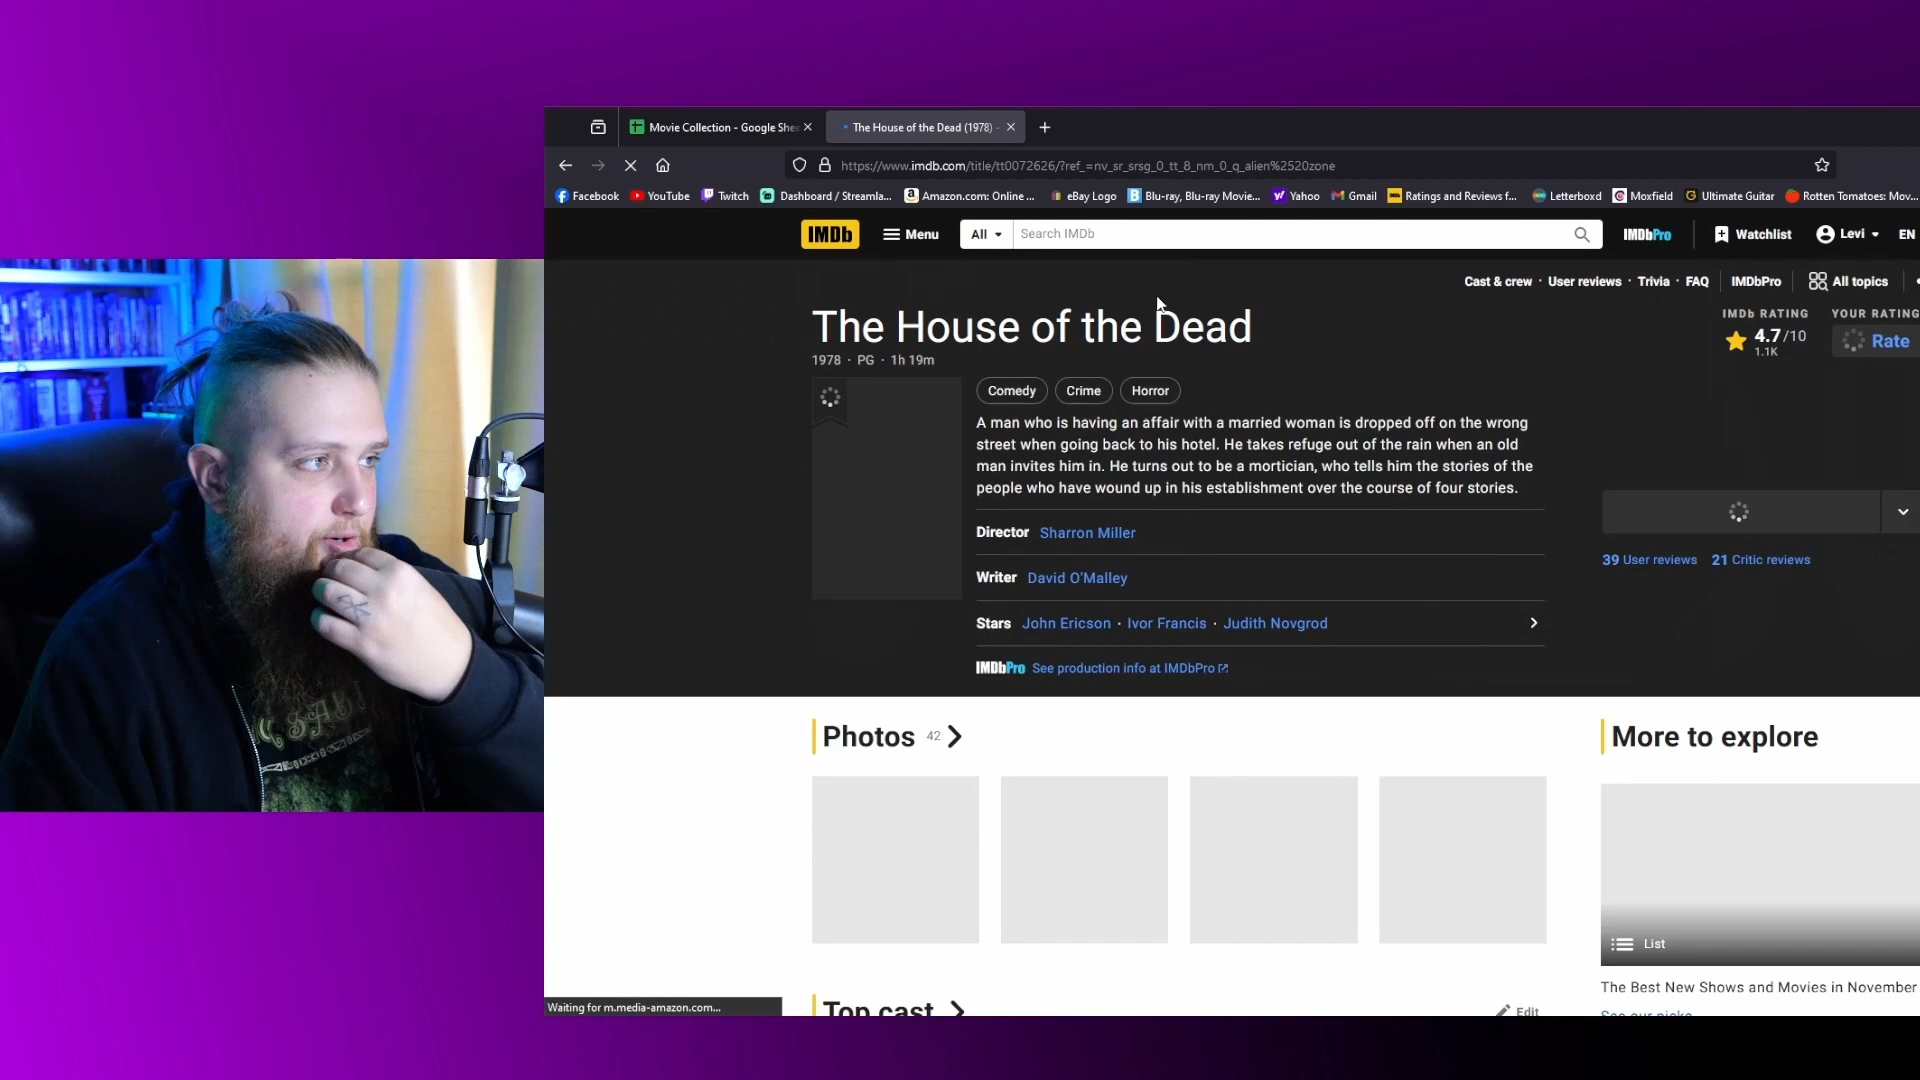 Movie Collection - Google She
The House of the Dead (1978) -
https://www.imdb.com/title/tt0072626/?ref_=nv_sr_srsg_0_tt_8_nm_0_q_alien%2520zone
Facebook
YouTube
Twitch
Dashboard / Streamla...
Amazon.com: Online ...
eBay Logo
Blu-ray, Blu-ray Movie...
Yahoo
Gmail
Ratings and Reviews f...
Letterboxd
Moxfield
Ultimate Guitar
Rotten Tomatoes: Mov...
IMDb
Menu
All
Search IMDb
IMDbPro
Watchlist
Levi
EN
Cast & crew · User reviews · Trivia · FAQ
IMDbPro
All topics
The House of the Dead
1978 · PG · 1h 19m
IMDb RATING
4.7/10
1.1K
YOUR RATING
Rate
Comedy
Crime
Horror
A man who is having an affair with a married woman is dropped off on the wrong
street when going back to his hotel. He takes refuge out of the rain when an old
man invites him in. He turns out to be a mortician, who tells him the stories of the
people who have wound up in his establishment over the course of four stories.
Director Sharron Miller
Writer David O'Malley
Stars John Ericson · Ivor Francis · Judith Novgrod
IMDbPro See production info at IMDbPro
39 User reviews 21 Critic reviews
Photos 42
More to explore
List
The Best New Shows and Movies in November
See our picks
Top cast
Edit
Waiting for m.media-amazon.com...